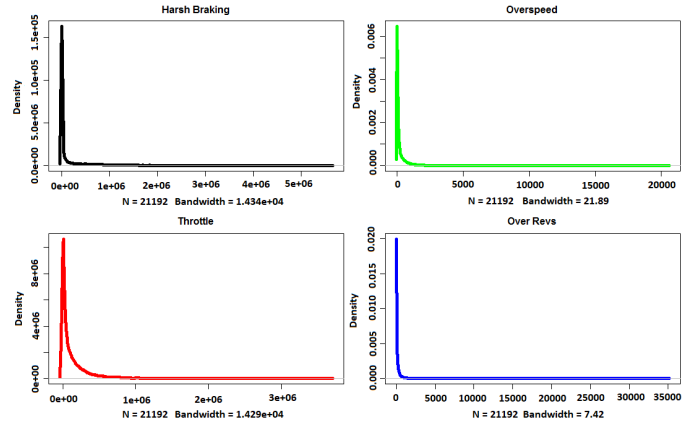 Harsh Braking
Density
0.0e+00 5.0e+06 1.0e+05 1.5e+05
0e+00 1e+06 2e+06 4e+06 5e+06
N = 21192 Bandwidth = 1.434e+04
Overspeed
Density
0.000 0.002 0.004 0.006
0 5000 10000 15000 20000
N = 21192 Bandwidth = 21.89
Throttle
Density
0e+00 4e+06 8e+06
0e+00 1e+06 2e+06 3e+06
N = 21192 Bandwidth = 1.429e+04
Over Revs
Density
0.000 0.005 0.010 0.015 0.020
0 5000 10000 15000 20000 25000 30000 35000
N = 21192 Bandwidth = 7.42